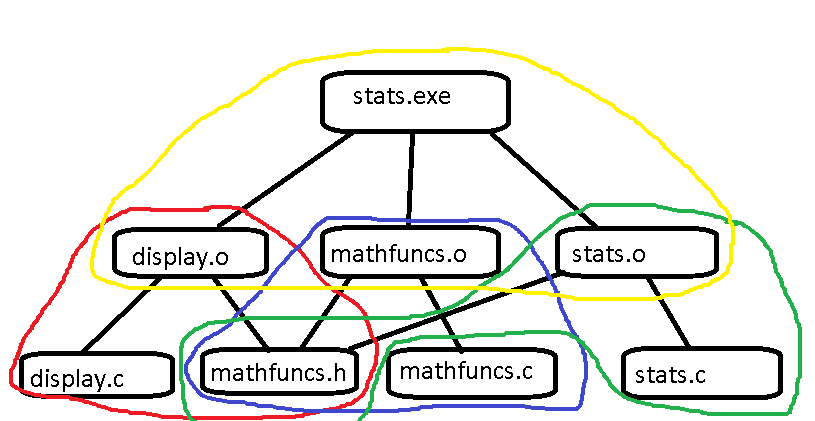 stats.exe
display.o
mathfuncs.o
stats.o
display.c
mathfuncs.h
mathfuncs.c
stats.c